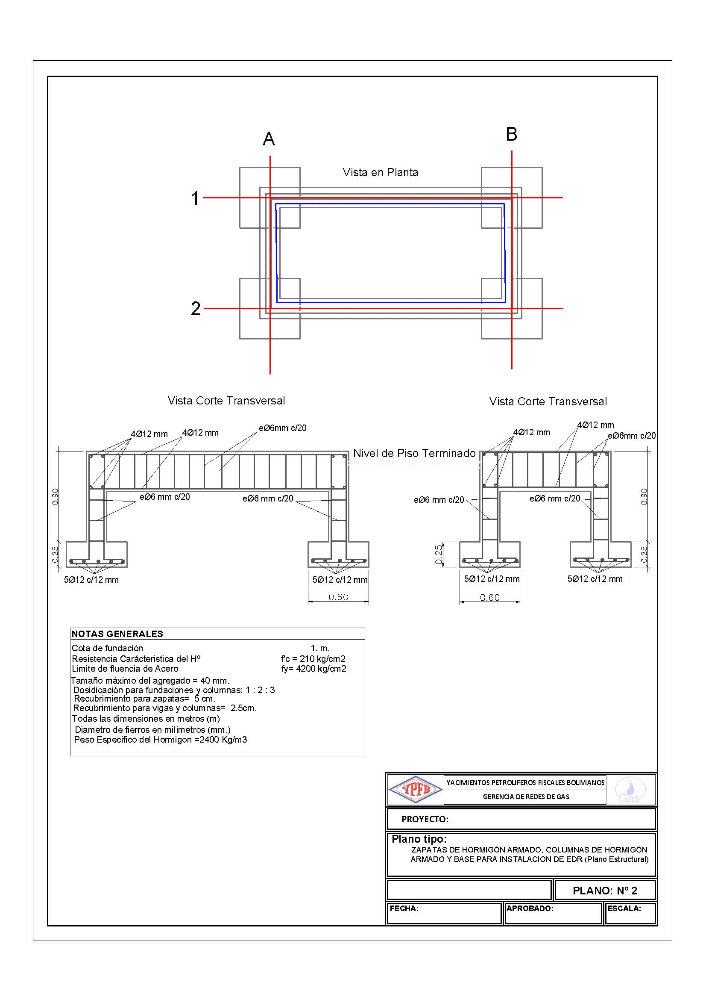 A
B
Vista en Planta
1
2
Vista Corte Transversal
Vista Corte Transversal
4Ø12 mm
4Ø12 mm
eØ6mm c/20
4Ø12 mm
4Ø12 mm
eØ6mm c/20
Nivel de Piso Terminado
0.90
eØ6 mm c/20
eØ6 mm c/20
eØ6 mm c/20
eØ6 mm c/20
0.90
0.25
0.25
0.25
5Ø12 c/12 mm
5Ø12 c/12 mm
5Ø12 c/12 mm
5Ø12 c/12 mm
0.60
0.60
NOTAS GENERALES
Cota de fundación 1. m.
Resistencia Carácteristica del Hº f'c = 210 kg/cm2
Limite de fluencia de Acero fy= 4200 kg/cm2
Tamaño máximo del agregado = 40 mm.
Dosidicación para fundaciones y columnas: 1 : 2 : 3
Recubrimiento para zapatas= 5 cm.
Recubrimiento para vigas y columnas= 2.5cm.
Todas las dimensiones en metros (m)
Diametro de fierros en milímetros (mm.)
Peso Especifico del Hormigon =2400 Kg/m3
YPFB
YACIMIENTOS PETROLIFEROS FISCALES BOLIVIANOS
GERENCIA DE REDES DE GAS
Gas
PROYECTO:
Plano tipo:
ZAPATAS DE HORMIGÓN ARMADO, COLUMNAS DE HORMIGÓN
ARMADO Y BASE PARA INSTALACION DE EDR (Plano Estructural)
PLANO: Nº 2
FECHA:
APROBADO:
ESCALA: